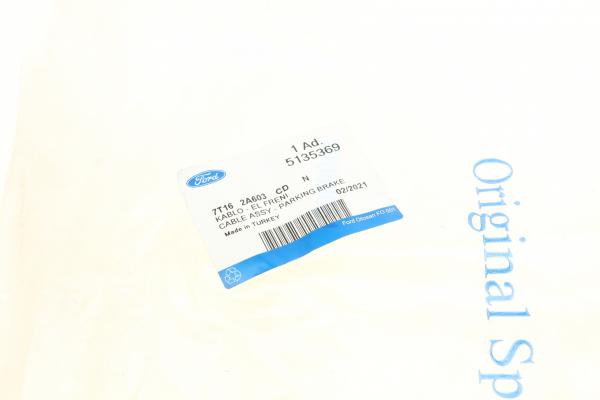 1 Ad.
5135369
Ford
7T16 2A603 CD N
KABLO - EL FRENI
CABLE ASSY - PARKING BRAKE
Made in TURKEY
02/2021
Ford Otosan FO 501
Original Sp